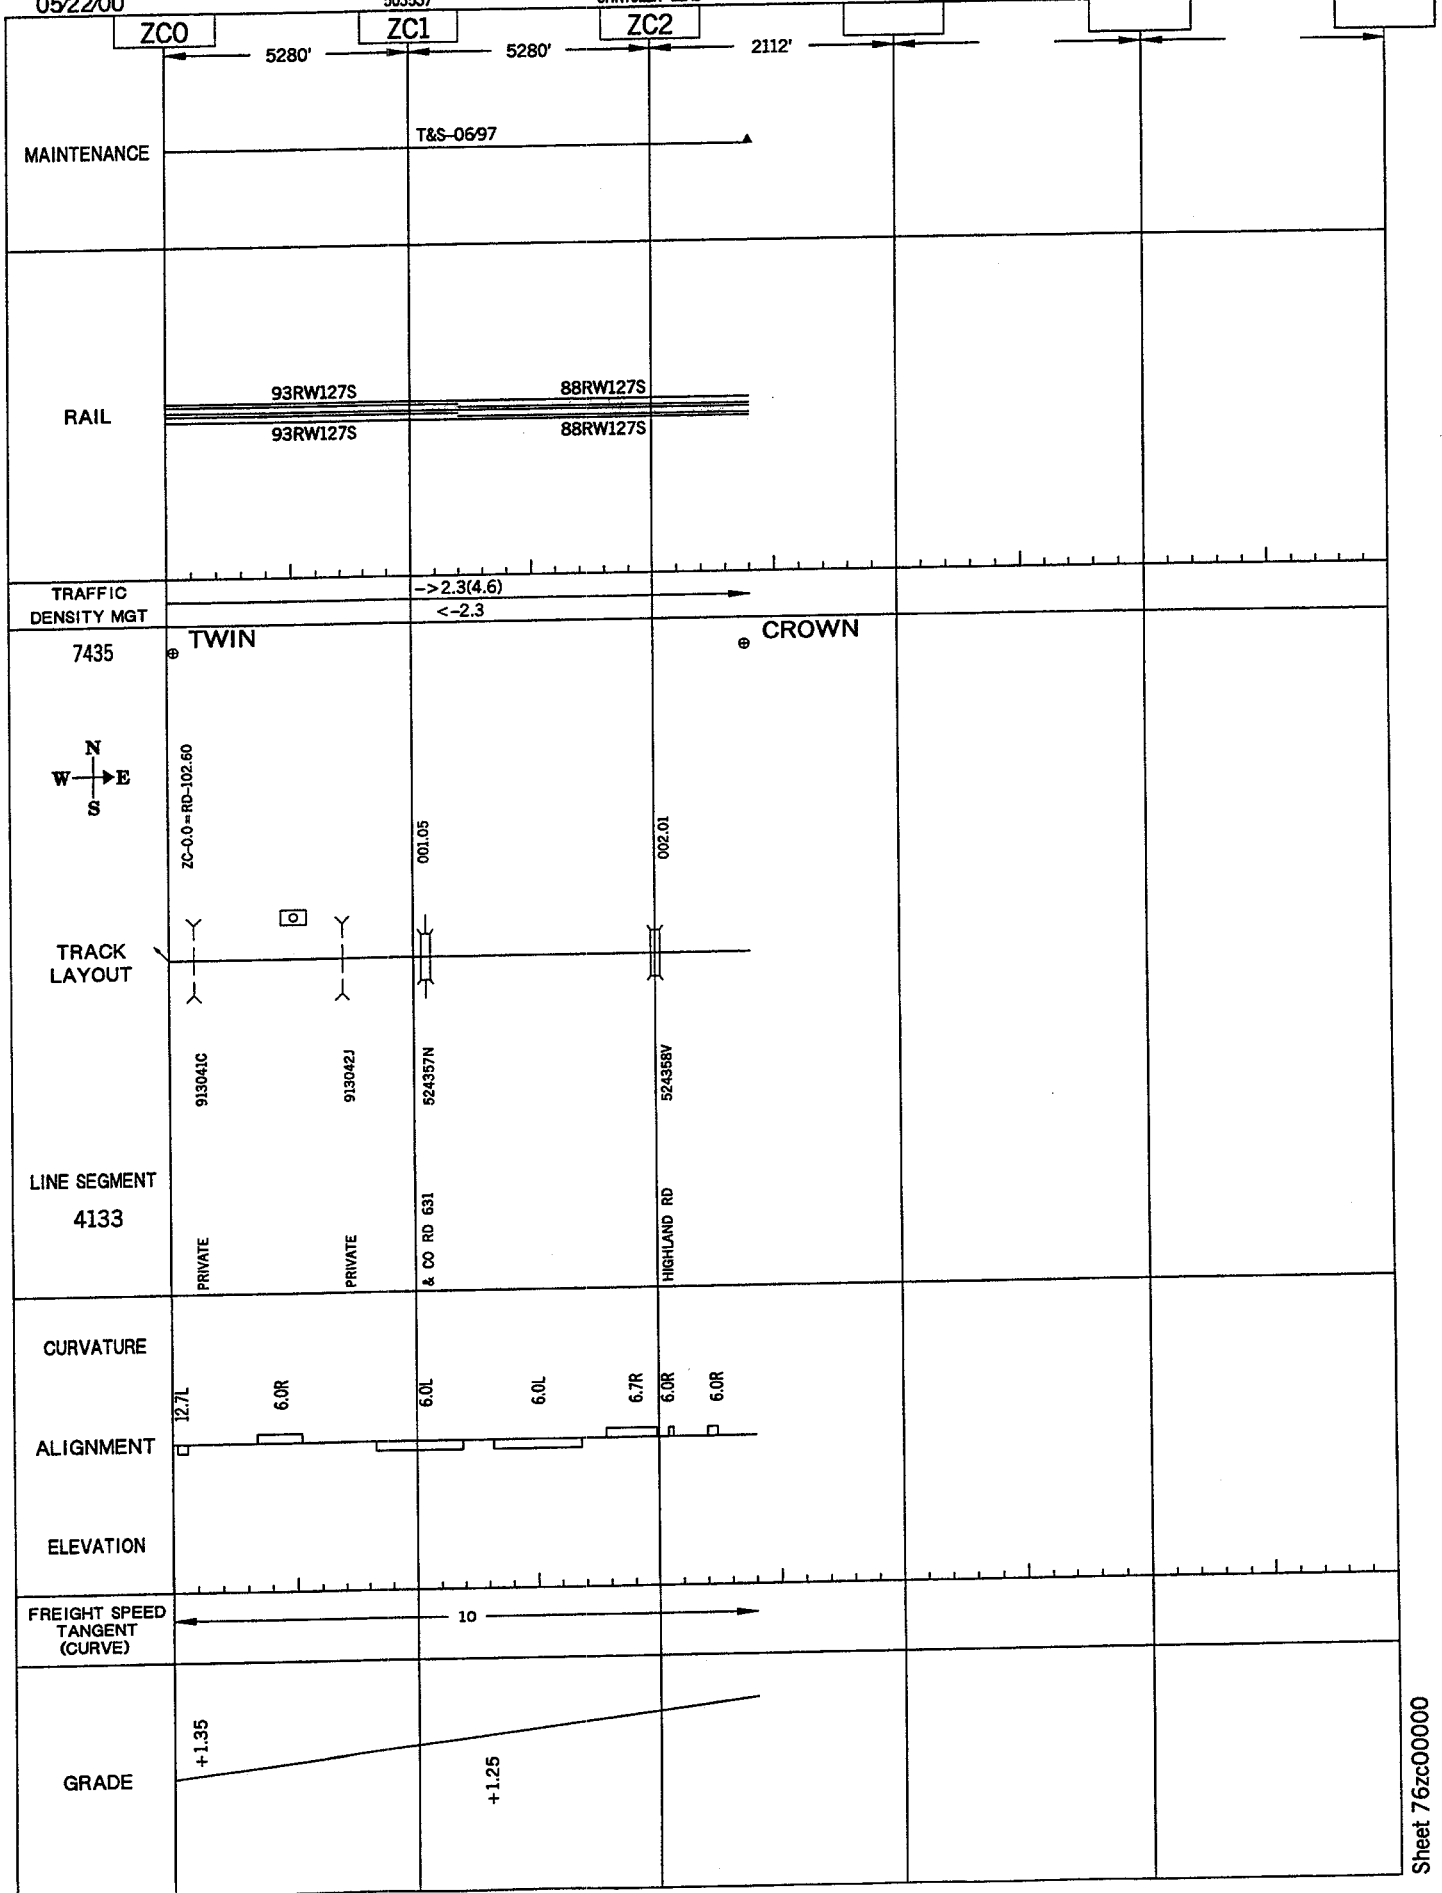 05/22/00
ZC0 ZC1 ZC2
5280' 5280' 2112'
MAINTENANCE
T&S-06/97
RAIL
93RW127S 88RW127S
93RW127S 88RW127S
TRAFFIC
DENSITY MGT
->2.3(4.6)
<-2.3
7435
TWIN
CROWN
N
W E
S
ZC-0.0=RD-102.60
001.05
002.01
TRACK
LAYOUT
913041C
913042J
524357N
524358V
LINE SEGMENT
4133
PRIVATE
PRIVATE
& CO RD 631
HIGHLAND RD
CURVATURE
12.7L
6.0R
6.0L
6.0L
6.7R
6.0R
6.0R
ALIGNMENT
ELEVATION
FREIGHT SPEED
TANGENT
(CURVE)
10
GRADE
+1.35
+1.25
Sheet 76zc00000